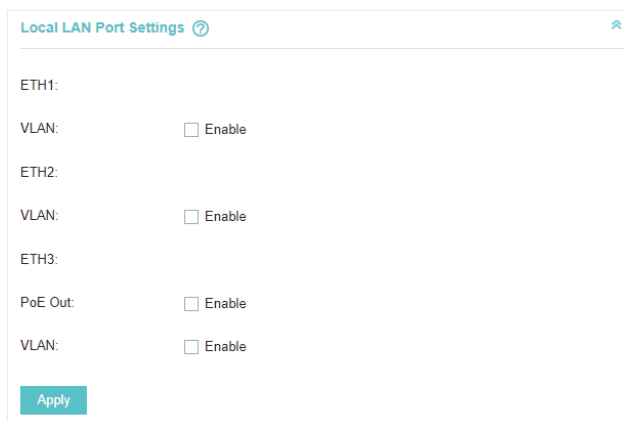 Local LAN Port Settings ?
ETH1:
VLAN: Enable
ETH2:
VLAN: Enable
ETH3:
PoE Out: Enable
VLAN: Enable
Apply